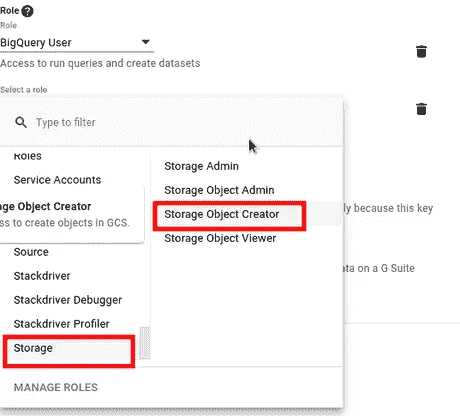 Role
Role
BigQuery User
Access to run queries and create datasets
Select a role
Type to filter
Roles
Service Accounts
ge Object Creator
ss to create objects in GCS.
Source
Stackdriver
Stackdriver Debugger
Stackdriver Profiler
Storage
Storage Admin
Storage Object Admin
Storage Object Creator
Storage Object Viewer
ly because this key
ata on a G Suite
MANAGE ROLES